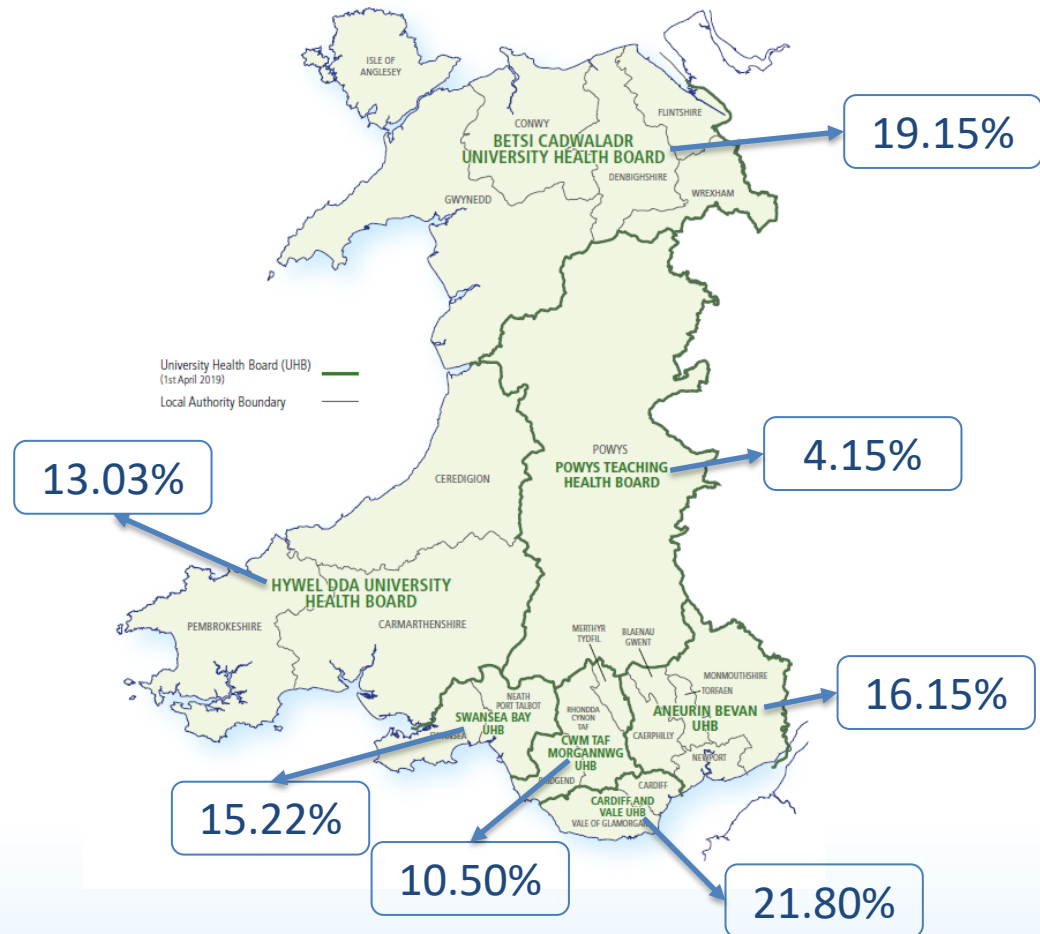 ISLE OF
ANGLESEY
FLINTSHIRE
CONWY
BETSI CADWALADR
UNIVERSITY HEALTH BOARD
19.15%
DENBIGHSHIRE
WREXHAM
GWYNEDD
University Health Board (UHB)
(1st April 2019)
Local Authority Boundary
POWYS
POWYS TEACHING
HEALTH BOARD
4.15%
13.03%
CEREDIGION
HYWEL DDA UNIVERSITY
HEALTH BOARD
PEMBROKESHIRE
CARMARTHENSHIRE
MERTHYR
TYDFIL
BLAENAU
GWENT
MONMOUTHSHIRE
TORFAEN
ANEURIN BEVAN
UHB
16.15%
NEATH
PORT TALBOT
SWANSEA BAY
UHB
SWANSEA
RHONDDA
CYNON
TAF
CWM TAF
MORGANNWG
UHB
CAERPHILLY
NEWPORT
BRIDGEND
CARDIFF
CARDIFF AND
VALE UHB
VALE OF GLAMORGAN
15.22%
10.50%
21.80%